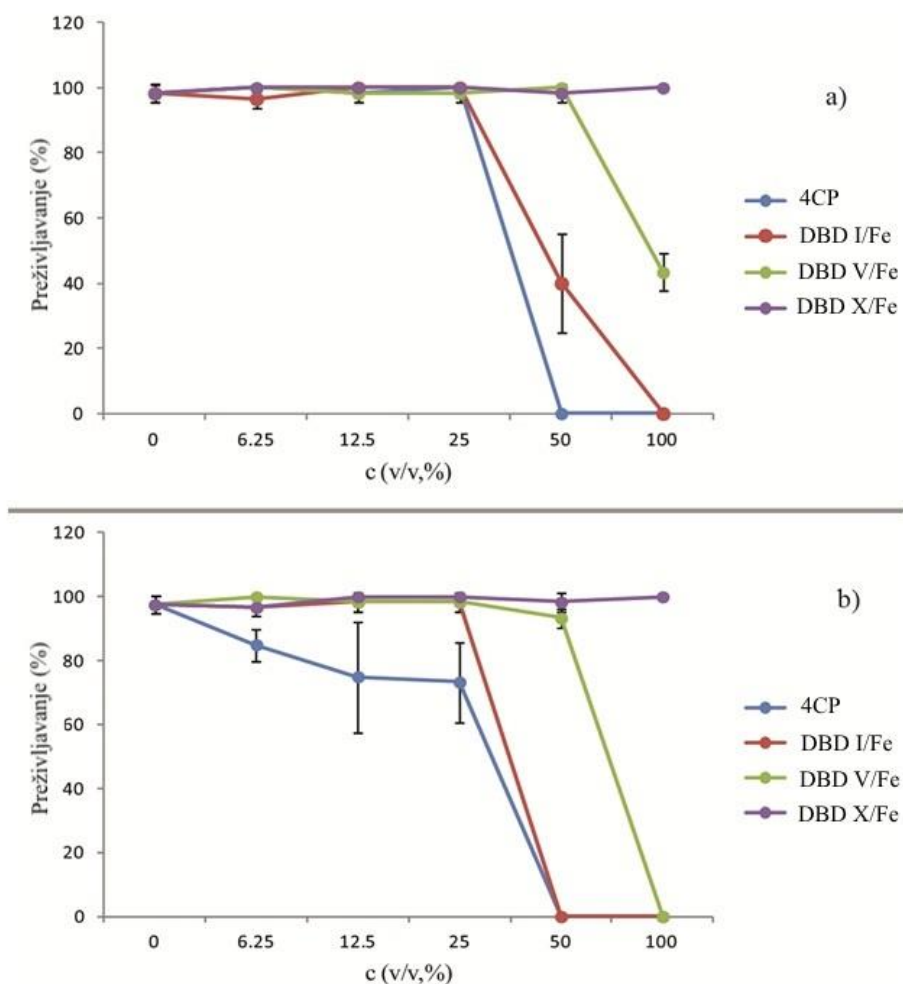 120
a)
100
80
60
40
20
0
Preživljavanje (%)
4CP
DBD I/Fe
DBD V/Fe
DBD X/Fe
0 6.25 12.5 25 50 100
c (v/v,%)
120
b)
100
80
60
40
20
0
Preživljavanje (%)
4CP
DBD I/Fe
DBD V/Fe
DBD X/Fe
0 6.25 12.5 25 50 100
c (v/v,%)